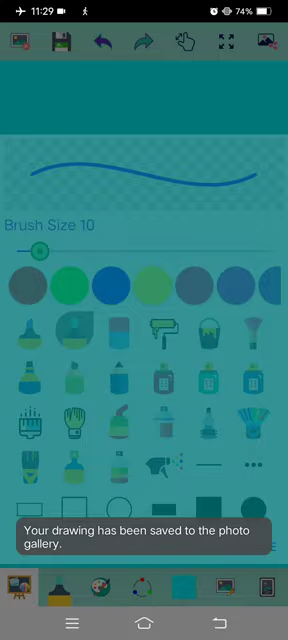 11:29
74%
Brush Size 10
Your drawing has been saved to the photo
gallery.